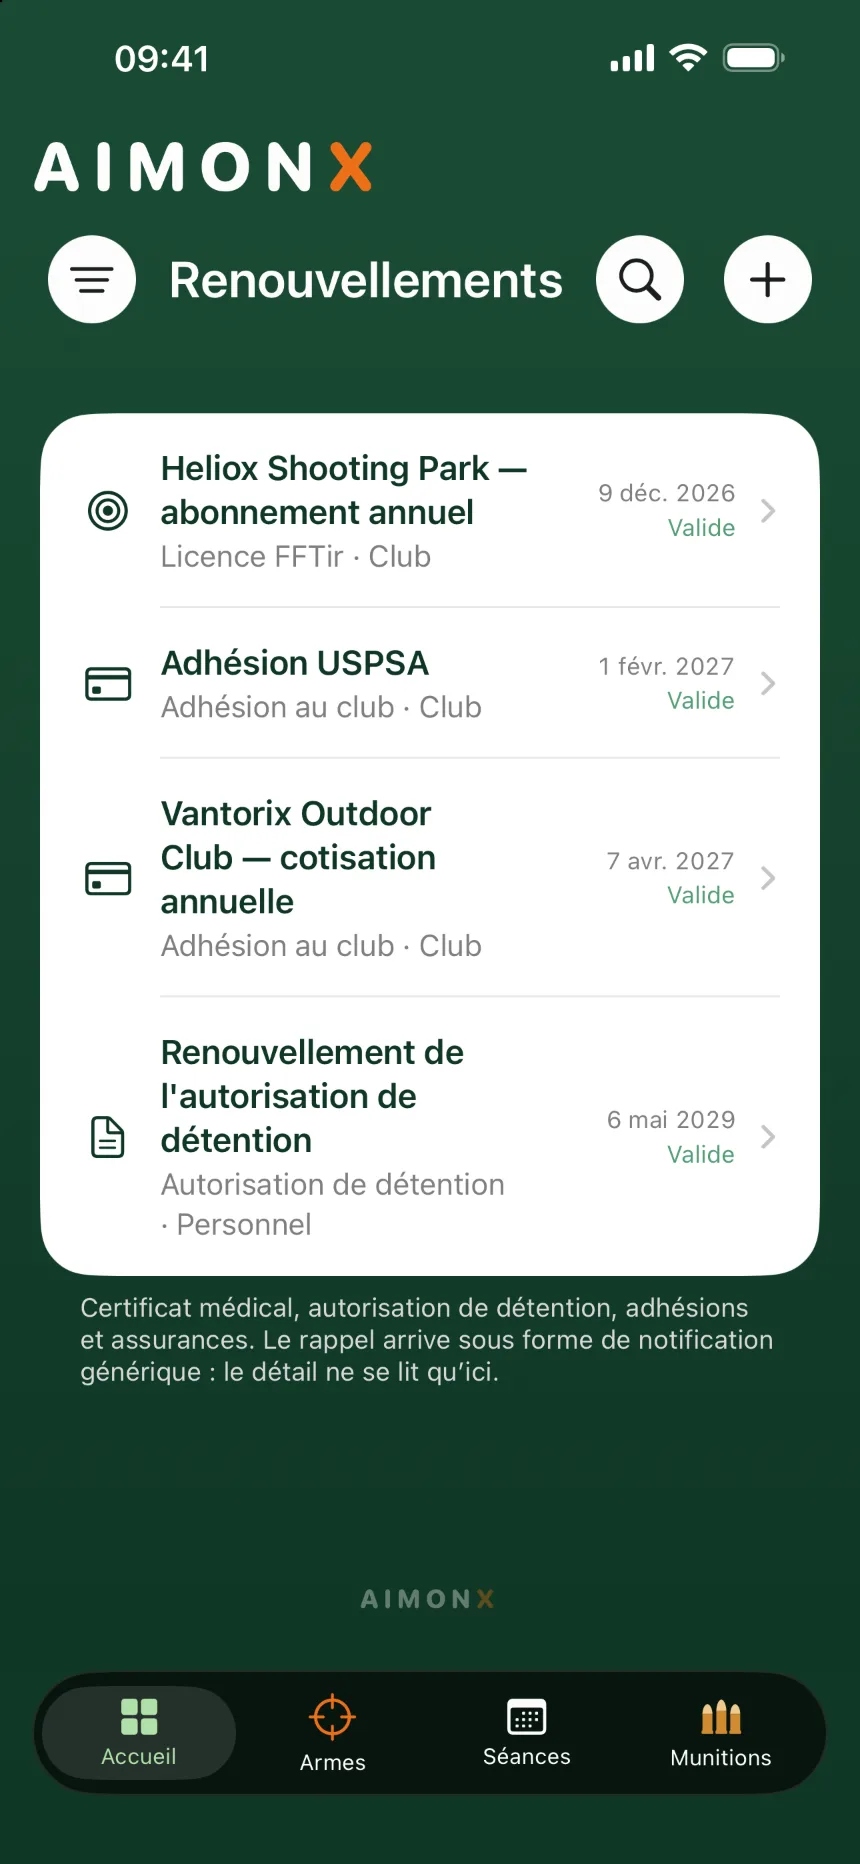 09:41
AIMONX
Renouvellements
Heliox Shooting Park —
abonnement annuel
Licence FFTir · Club
9 déc. 2026
Valide
Adhésion USPSA
Adhésion au club · Club
1 févr. 2027
Valide
Vantorix Outdoor
Club — cotisation
annuelle
Adhésion au club · Club
7 avr. 2027
Valide
Renouvellement de
l'autorisation de
détention
Autorisation de détention
· Personnel
6 mai 2029
Valide
Certificat médical, autorisation de détention, adhésions
et assurances. Le rappel arrive sous forme de notification
générique : le détail ne se lit qu’ici.
AIMONX
Accueil
Armes
Séances
Munitions